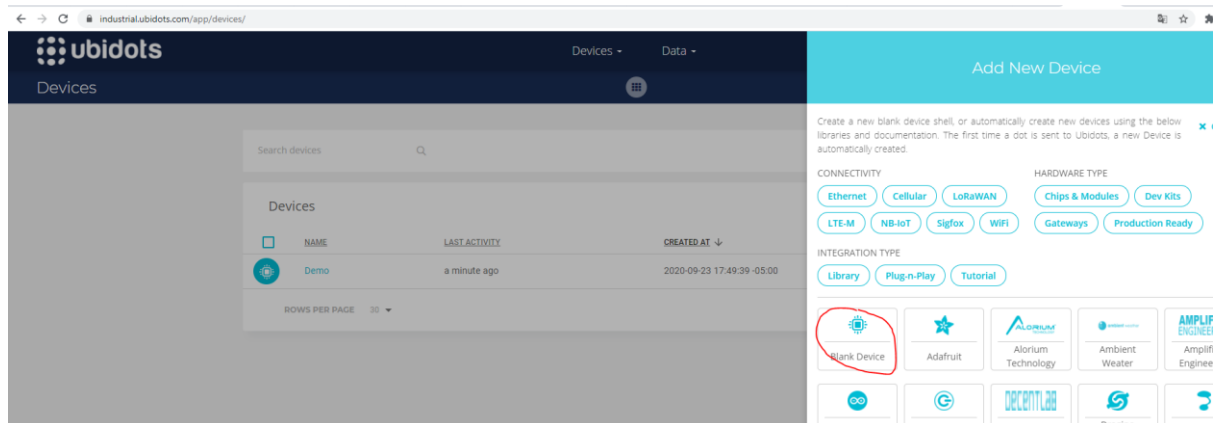 industrial.ubidots.com/app/devices/
ubidots
Devices
Data
Devices
Search devices
Devices
NAME
LAST ACTIVITY
CREATED AT
Demo
a minute ago
2020-09-23 17:49:39 -05:00
ROWS PER PAGE
30
Add New Device
Create a new blank device shell, or automatically create new devices using the below
libraries and documentation. The first time a dot is sent to Ubidots, a new Device is
automatically created.
CONNECTIVITY
Ethernet
Cellular
LoRaWAN
LTE-M
NB-IoT
Sigfox
WiFi
HARDWARE TYPE
Chips & Modules
Dev Kits
Gateways
Production Ready
INTEGRATION TYPE
Library
Plug-n-Play
Tutorial
Blank Device
Adafruit
ALORIUM
Alorium
Technology
Ambient
Weater
AMPLIF
ENGINEE
Amplifi
Enginee
DECENTLAB